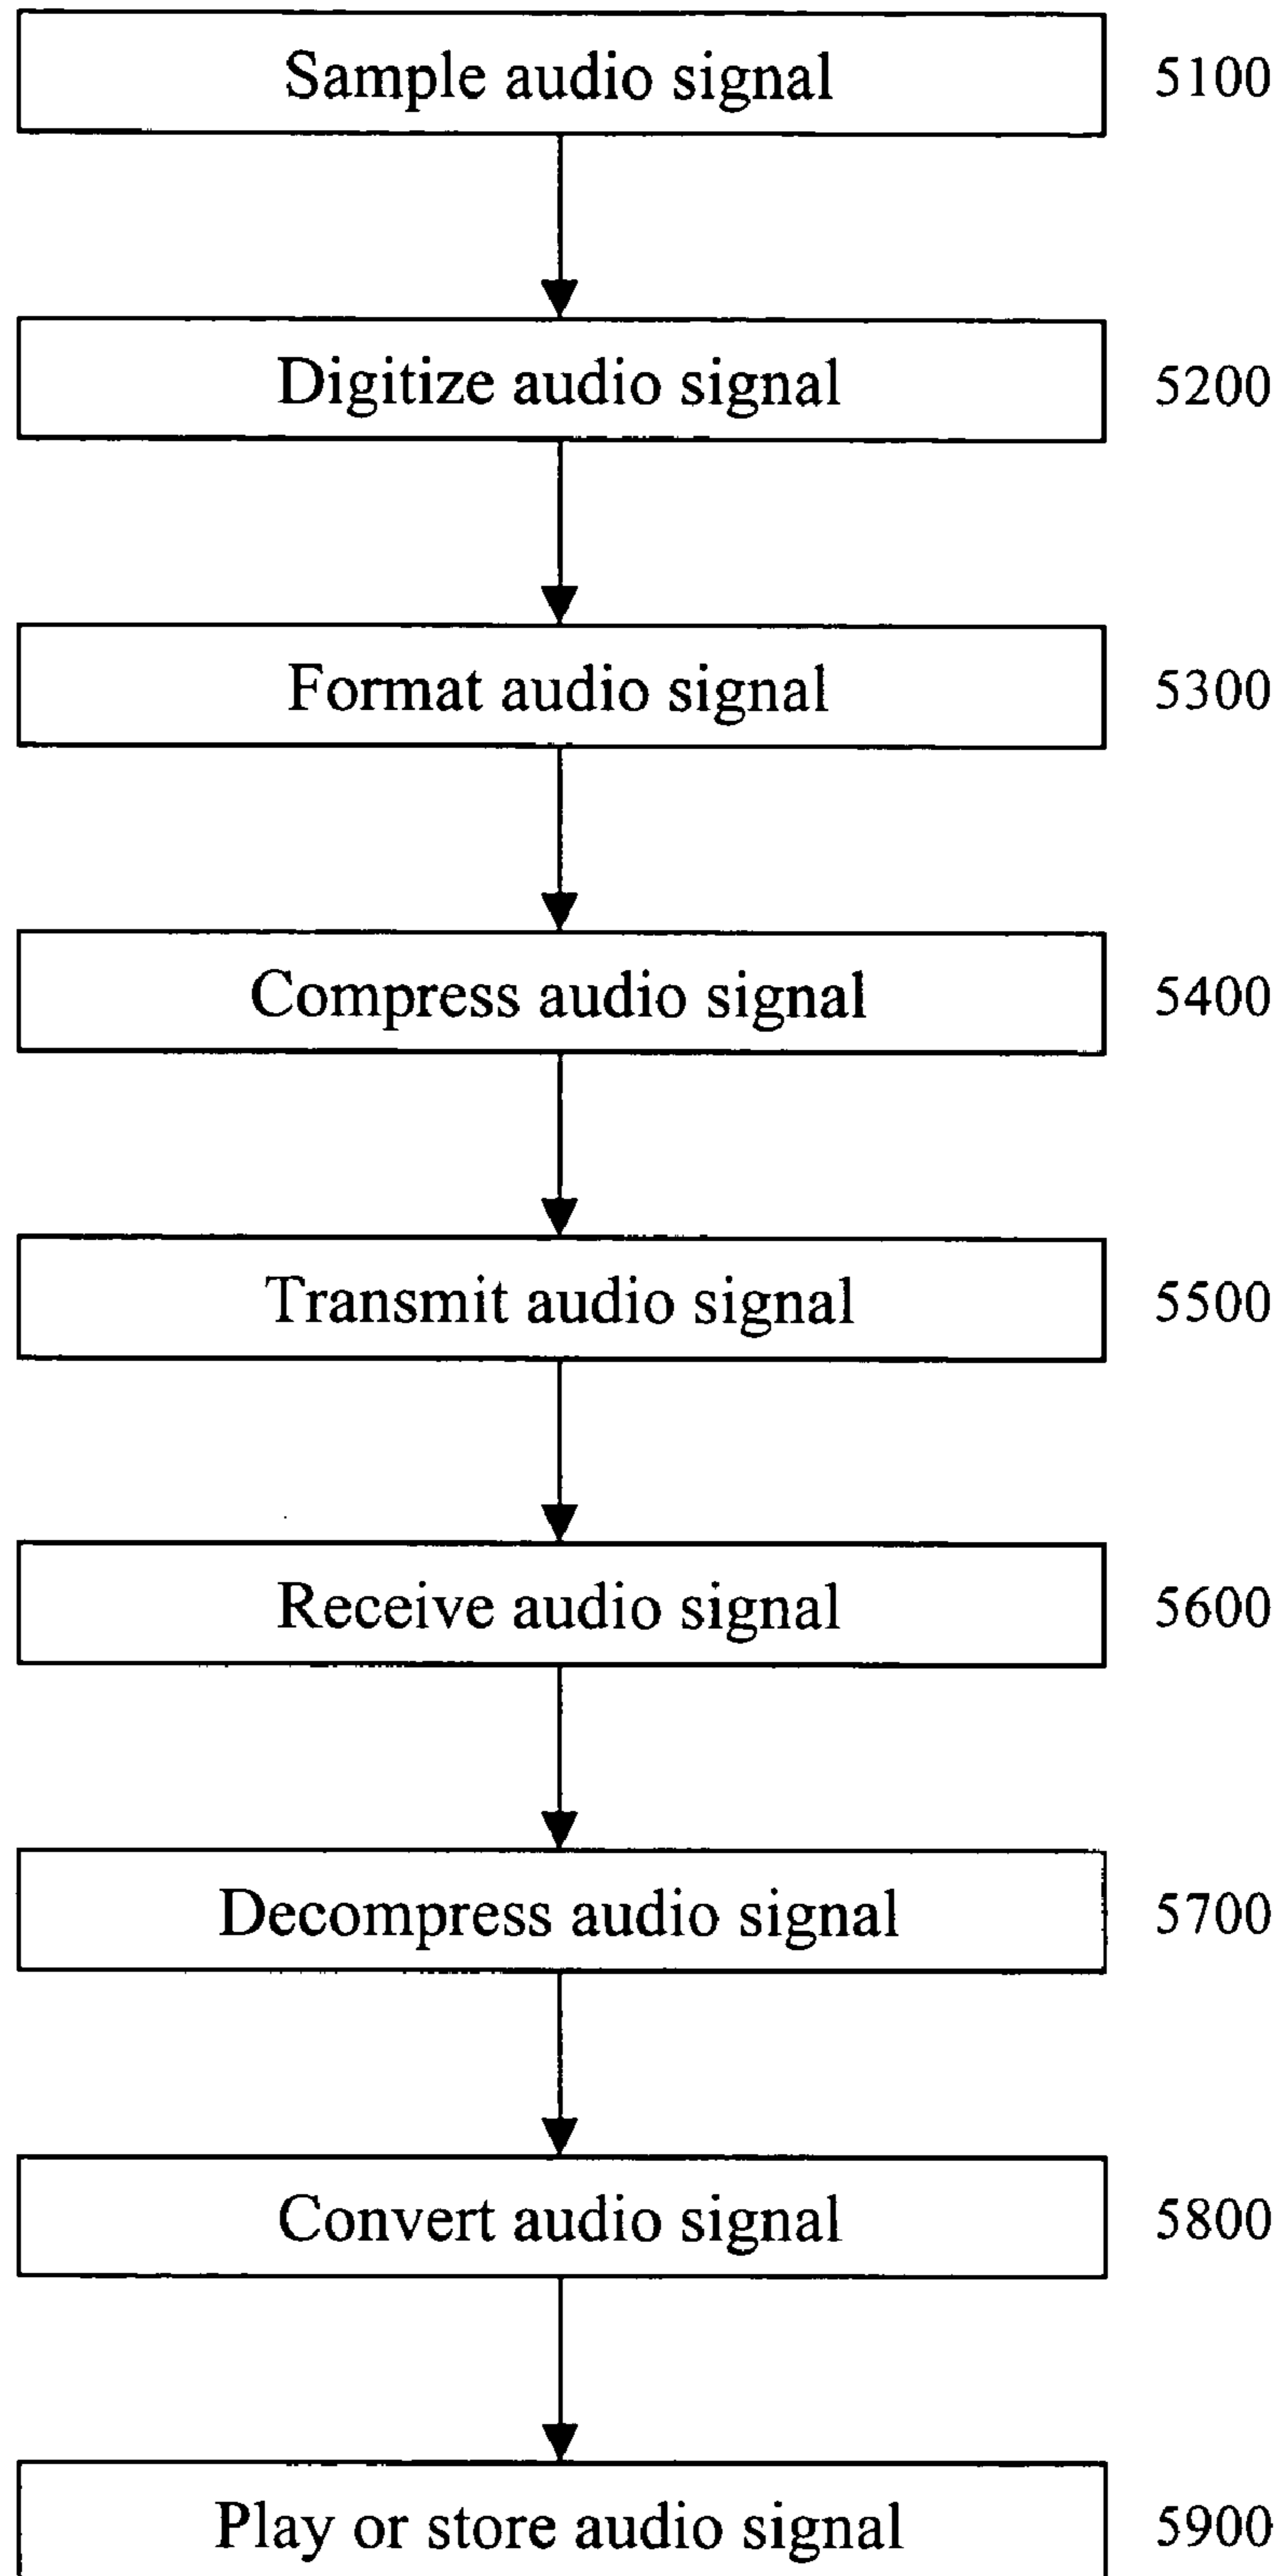 Sample audio signal 5100
Digitize audio signal 5200
Format audio signal 5300
Compress audio signal 5400
Transmit audio signal 5500
Receive audio signal 5600
Decompress audio signal 5700
Convert audio signal 5800
Play or store audio signal 5900